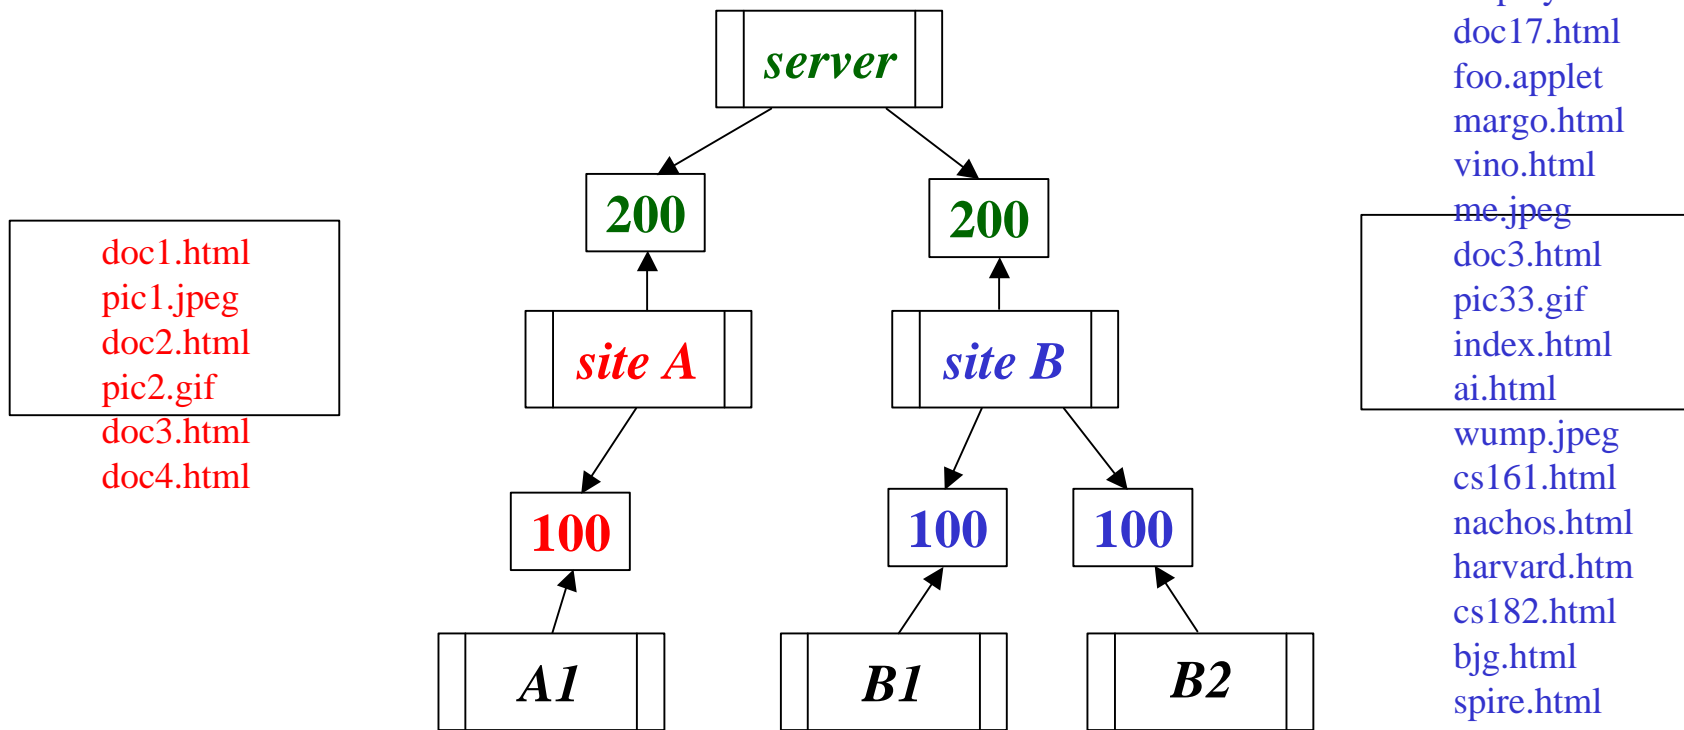 server
200
200
doc1.html
pic1.jpeg
doc2.html
pic2.gif
doc3.html
doc4.html
site A
site B
100
100
100
A1
B1
B2
doc17.html
foo.applet
margo.html
vino.html
me.jpeg
doc3.html
pic33.gif
index.html
ai.html
wump.jpeg
cs161.html
nachos.html
harvard.htm
cs182.html
bjg.html
spire.html